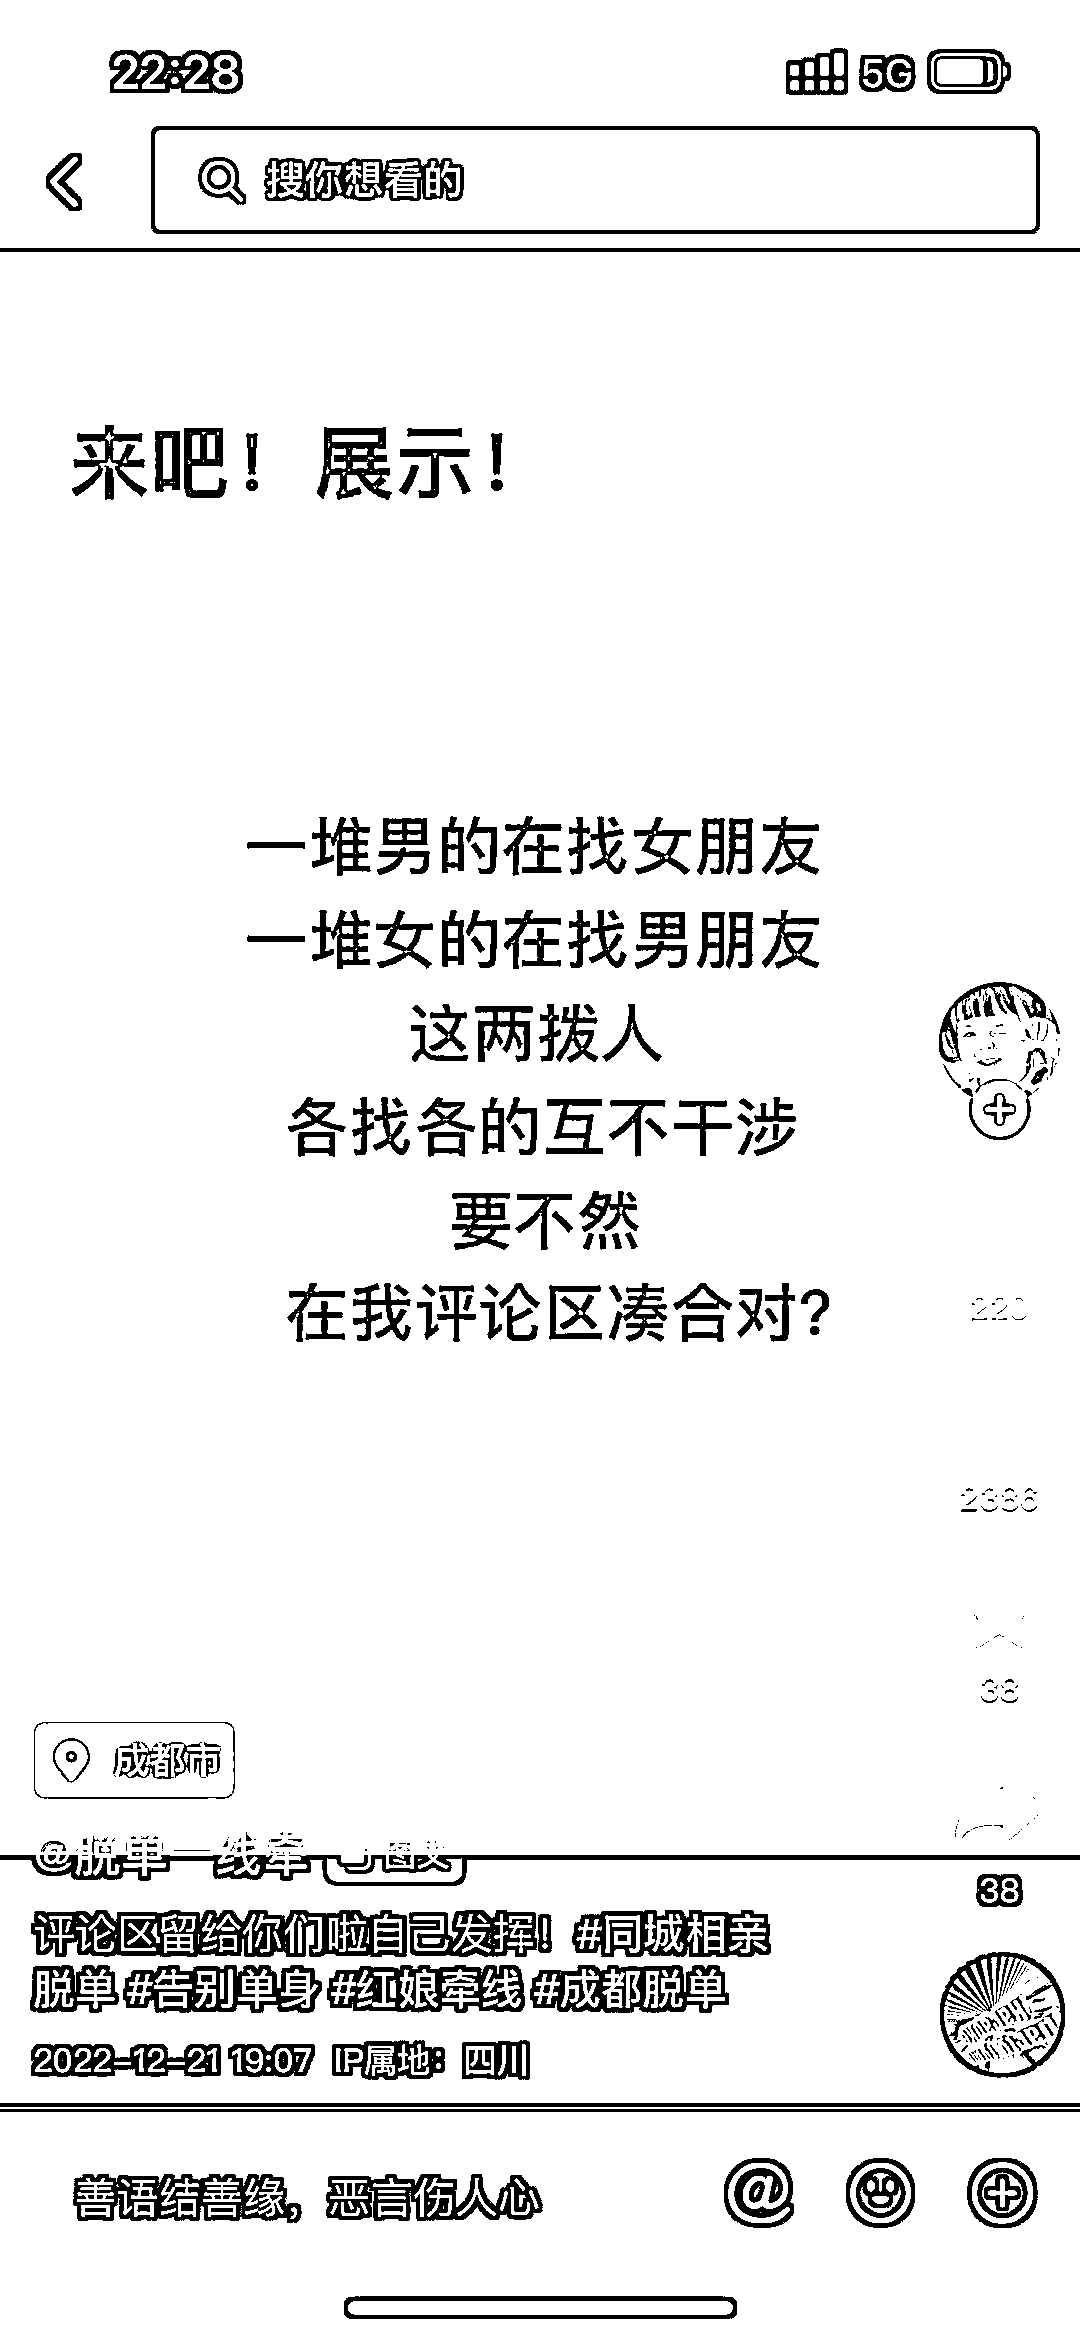 22:28
5G
搜你想看的
来吧！展示！
一堆男的在找女朋友
一堆女的在找男朋友
这两拨人
各找各的互不干涉
要不然
在我评论区凑合对？
220
2386
38
成都市
@脱单一线牵 图文
38
评论区留给你们啦自己发挥！#同城相亲
脱单 #告别单身 #红娘牵线 #成都脱单
2022-12-21 19:07 IP属地：四川
善语结善缘，恶言伤人心